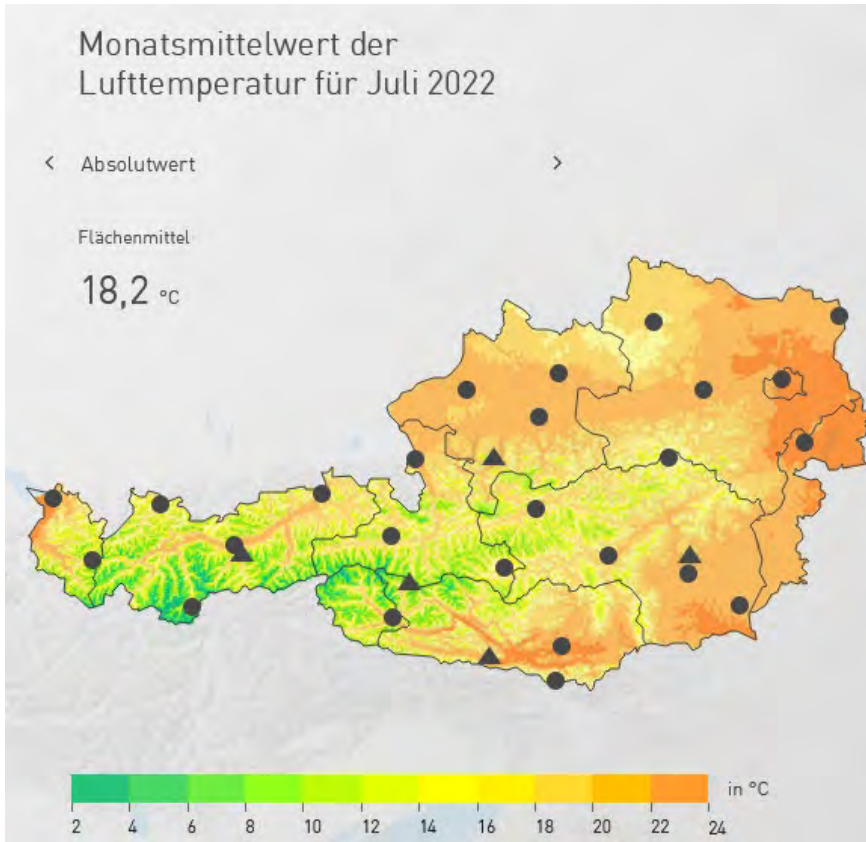 Monatsmittelwert der
Lufttemperatur für Juli 2022
< Absolutwert >
Flächenmittel
18,2 °C
in °C
2 4 6 8 10 12 14 16 18 20 22 24